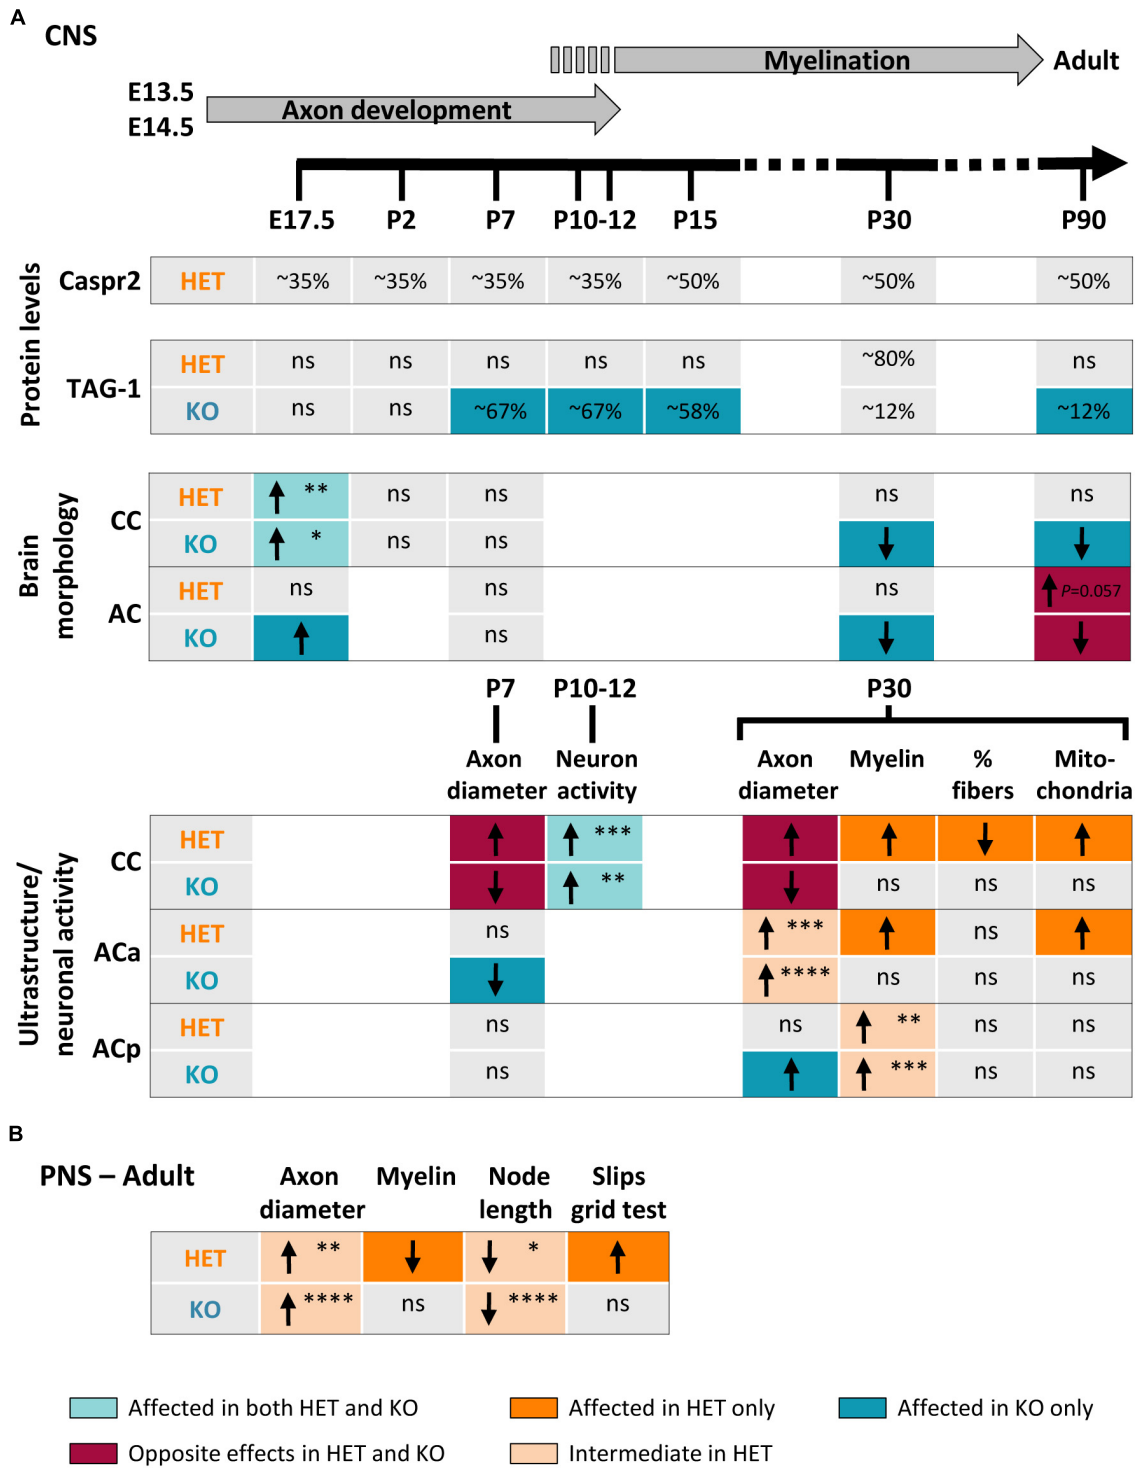 A
CNS
Myelination
Adult
E13.5
E14.5
Axon development
E17.5 P2 P7 P10-12 P15 P30 P90
Protein levels
Caspr2 HET ~35% ~35% ~35% ~35% ~50% ~50% ~50%
TAG-1
HET ns ns ns ns ns ~80% ns
KO ns ns ~67% ~67% ~58% ~12% ~12%
Brain
morphology
CC
HET ** ns ns ns ns
KO * ns ns
AC
HET ns ns ns P=0.057
KO ns
P7 P10-12 P30
Axon Neuron Axon Myelin % Mito-
diameter activity diameter fibers chondria
Ultrastructure/
neuronal activity
CC
HET ***
KO ** ns ns ns
ACa
HET ns *** ns
KO **** ns ns ns
ACp
HET ns ns ** ns ns
KO ns *** ns ns
B
PNS – Adult
Axon Myelin Node Slips
diameter length grid test
HET ** *
KO **** ns **** ns
Affected in both HET and KO Affected in HET only Affected in KO only
Opposite effects in HET and KO Intermediate in HET